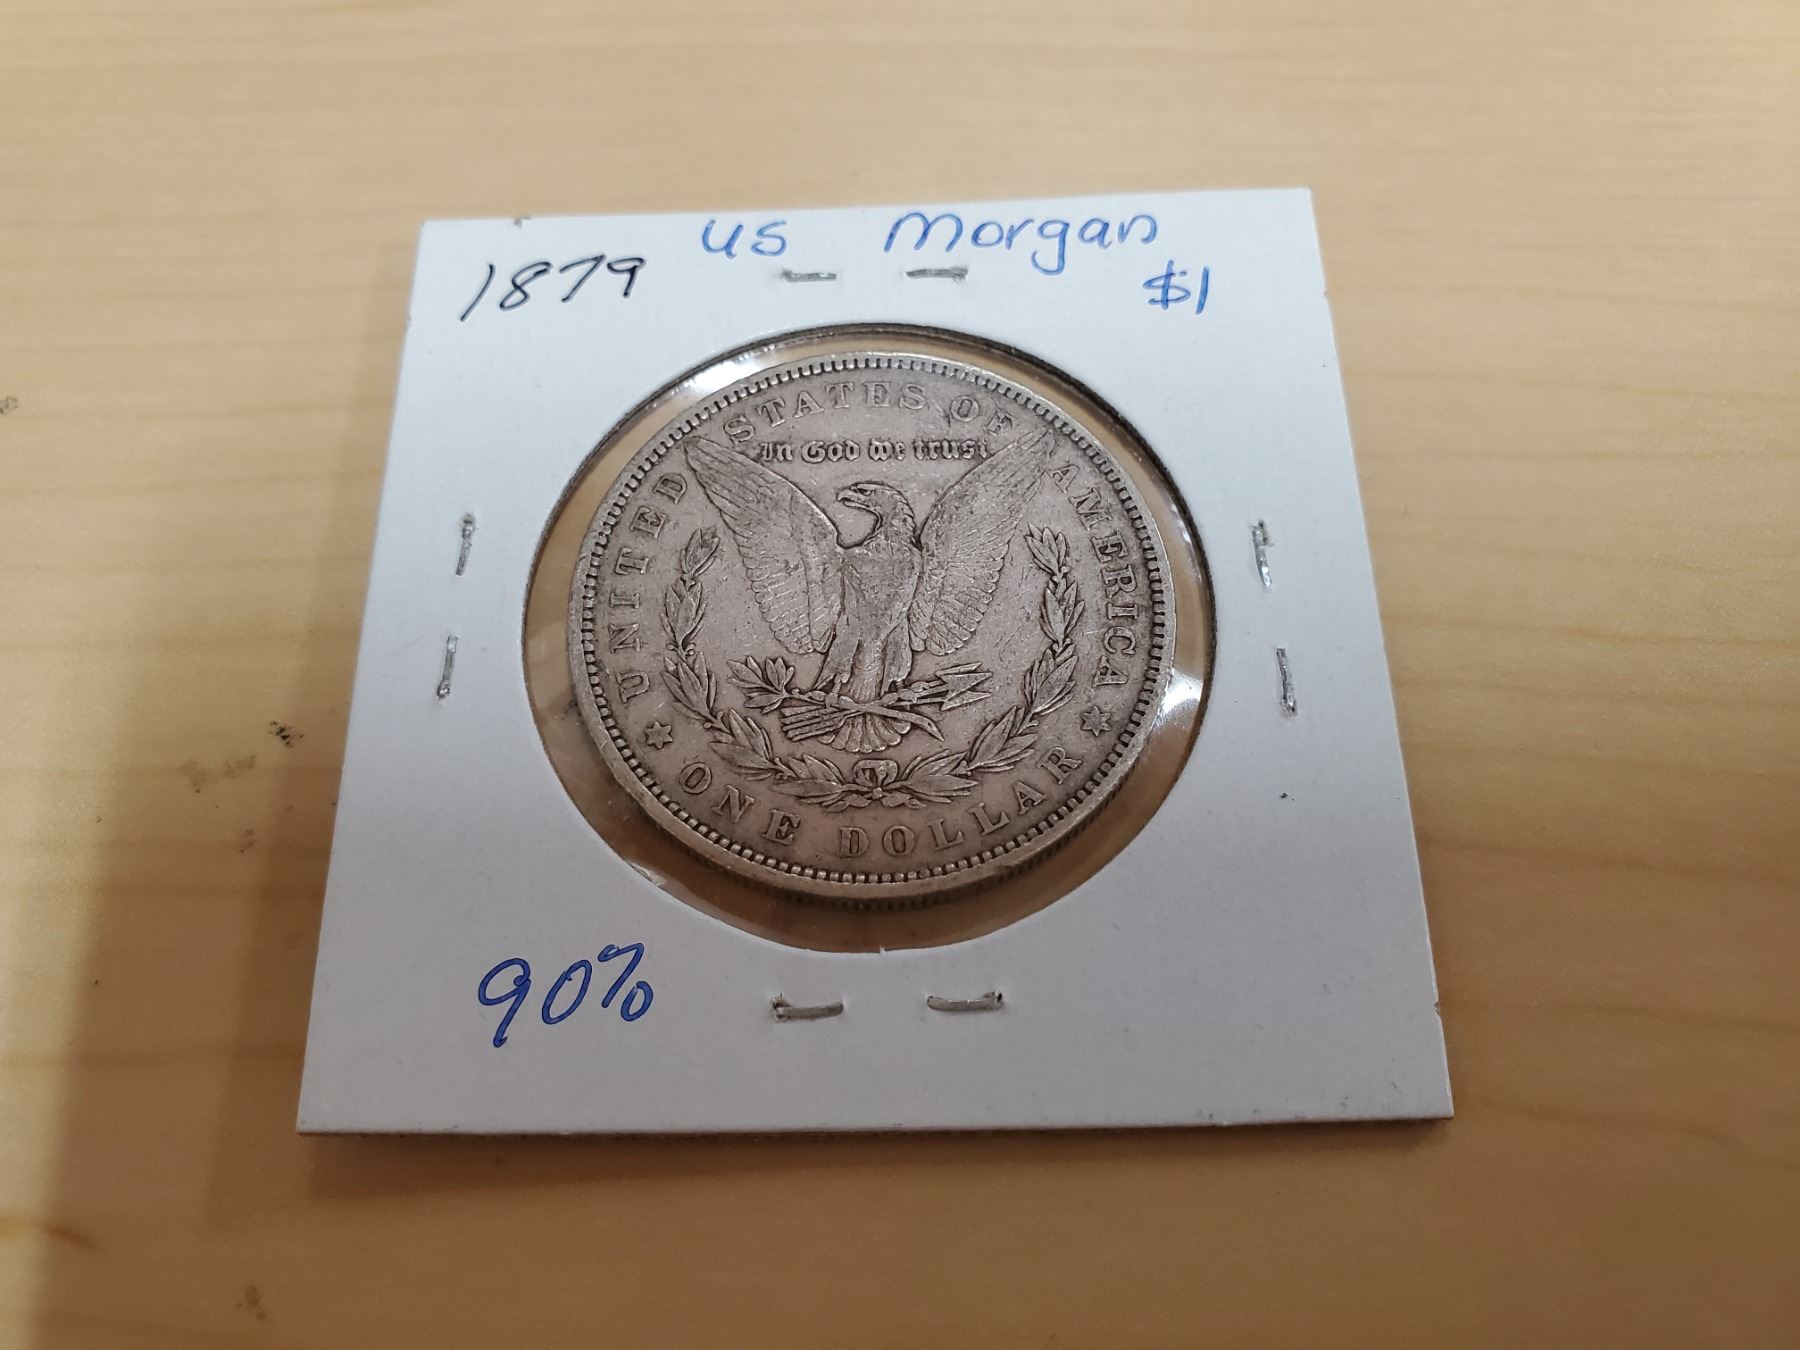 US Morgan
1879
$1
UNITED STATES OF AMERICA
In God we trust
ONE DOLLAR
90%